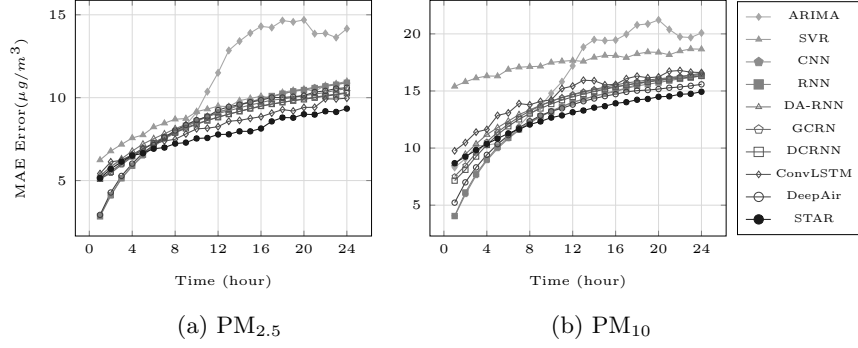 MAE Error(μg/m³)
15
10
5
0 4 8 12 16 20 24
Time (hour)
(a) PM₂.₅
20
15
10
5
0 4 8 12 16 20 24
Time (hour)
(b) PM₁₀
ARIMA
SVR
CNN
RNN
DA-RNN
GCRN
DCRNN
ConvLSTM
DeepAir
STAR